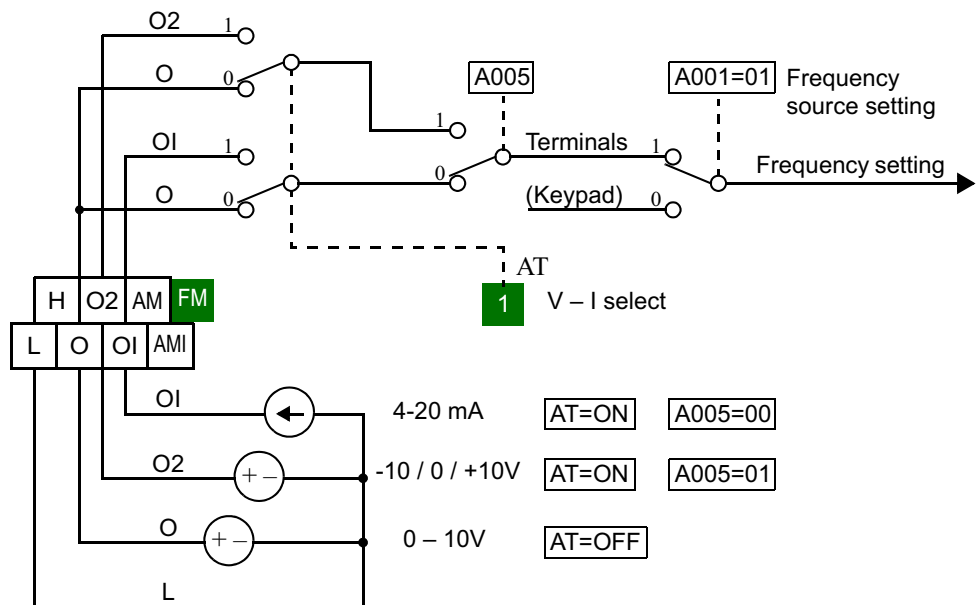 O2 1
O 0
A005 A001=01 Frequency
source setting
1
OI 1 Terminals 1
0 Frequency setting
O 0 (Keypad) 0
AT
H O2 AM FM 1 V – I select
L O OI AMI
OI 4-20 mA AT=ON A005=00
O2 + – -10 / 0 / +10V AT=ON A005=01
O + – 0 – 10V AT=OFF
L